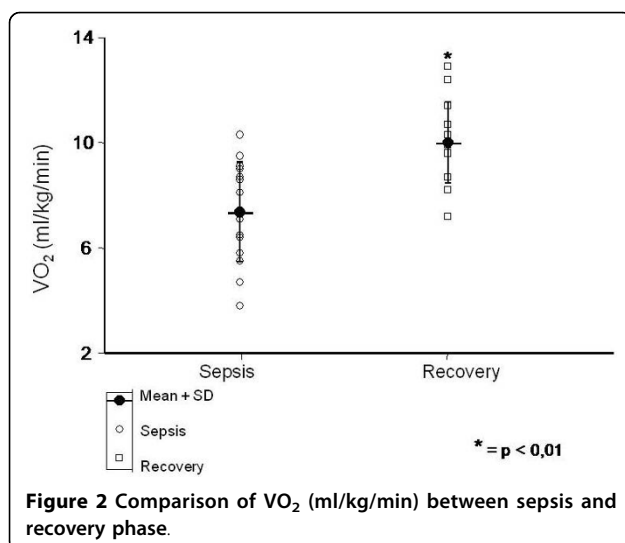 14
*
10
VO₂ (ml/kg/min)
6
2
Sepsis Recovery
Mean + SD
Sepsis
Recovery
* = p < 0,01
Figure 2 Comparison of VO₂ (ml/kg/min) between sepsis and
recovery phase.